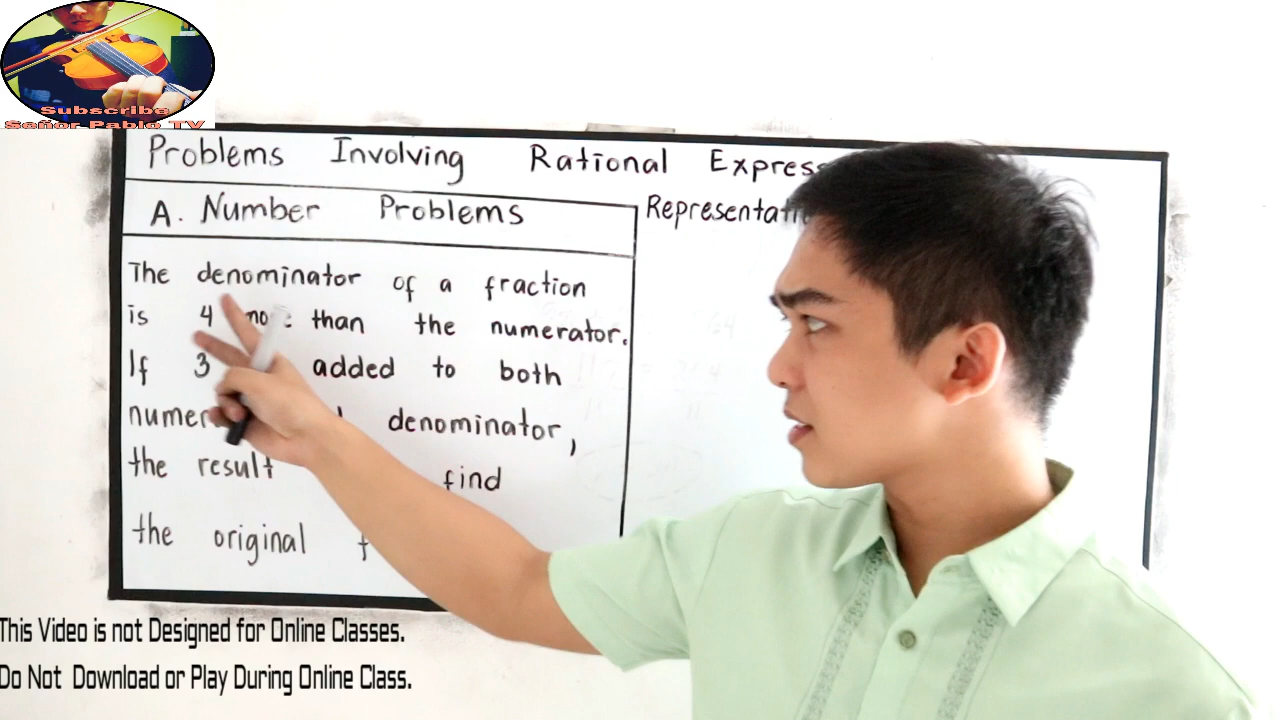 Subscribe
Señor Pablo TV
Problems Involving Rational Express
A. Number Problems
Representati
The denominator of a fraction
is 4 more than the numerator.
If 3 added to both
numer denominator,
the result find
the original f
This Video is not Designed for Online Classes.
Do Not Download or Play During Online Class.